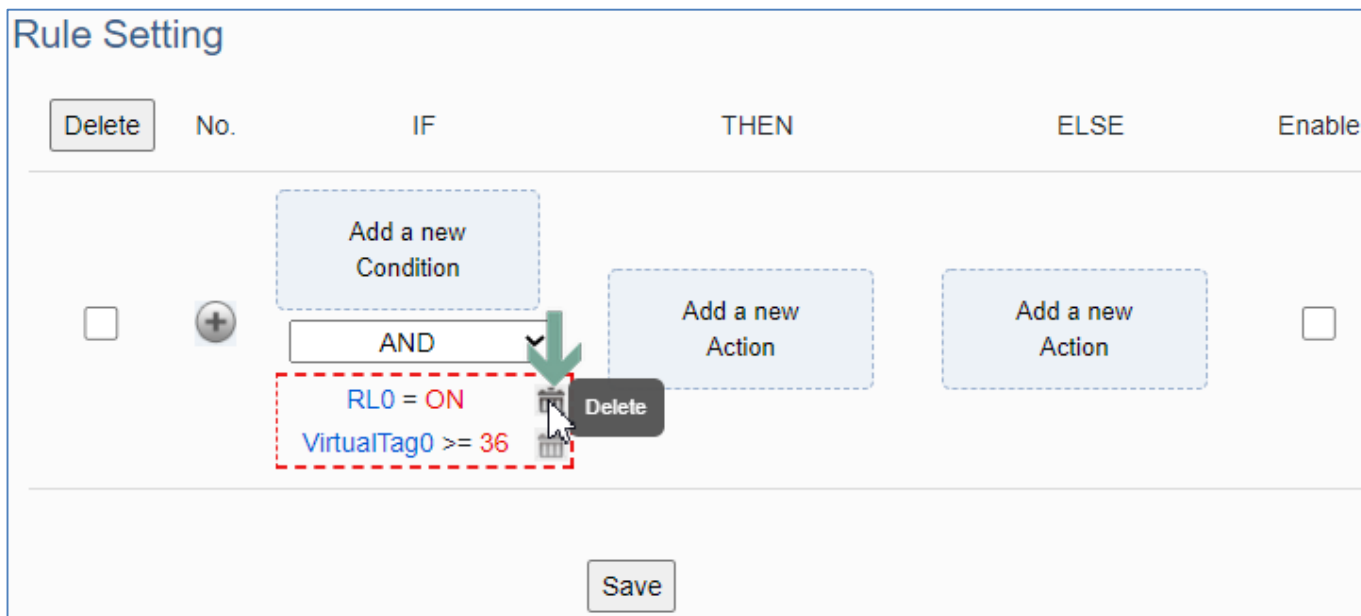 Rule Setting
Delete No. IF THEN ELSE Enable
Add a new
Condition
AND
RL0 = ON
Delete
VirtualTag0 >= 36
Add a new
Action
Add a new
Action
Save